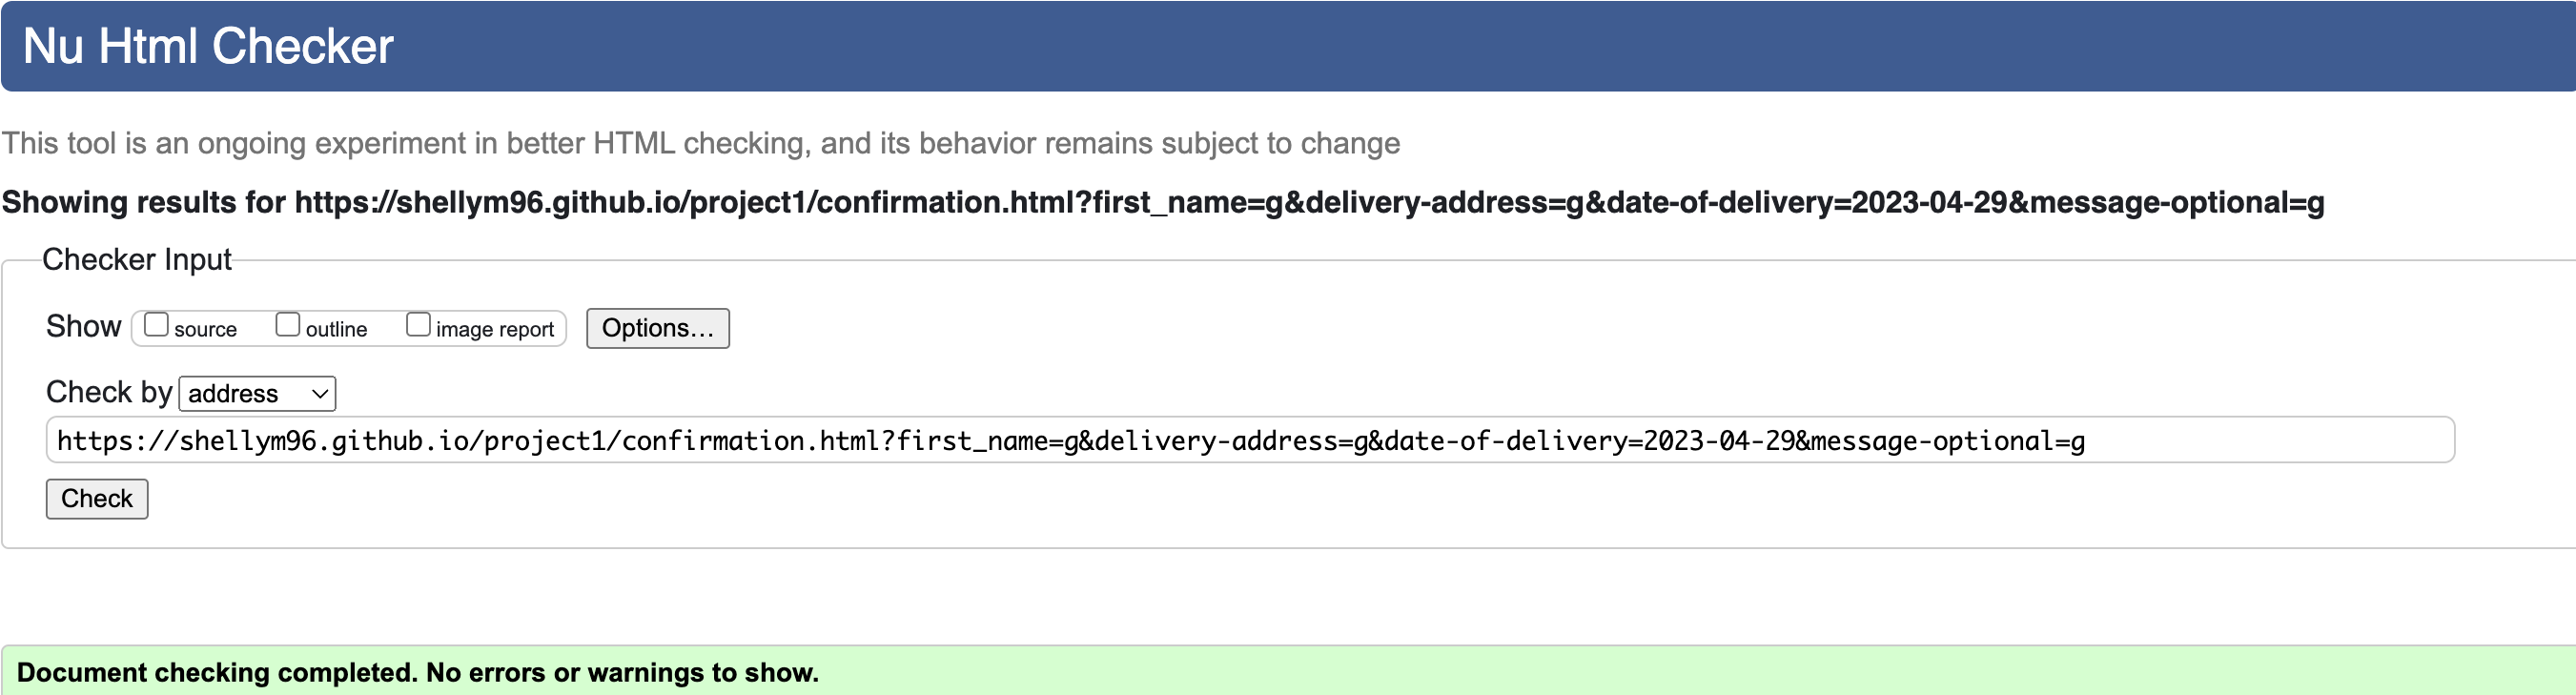 Nu Html Checker
This tool is an ongoing experiment in better HTML checking, and its behavior remains subject to change
Showing results for https://shellym96.github.io/project1/confirmation.html?first_name=g&delivery-address=g&date-of-delivery=2023-04-29&message-optional=g
Checker Input
Show source outline image report Options...
Check by address
https://shellym96.github.io/project1/confirmation.html?first_name=g&delivery-address=g&date-of-delivery=2023-04-29&message-optional=g
Check
Document checking completed. No errors or warnings to show.